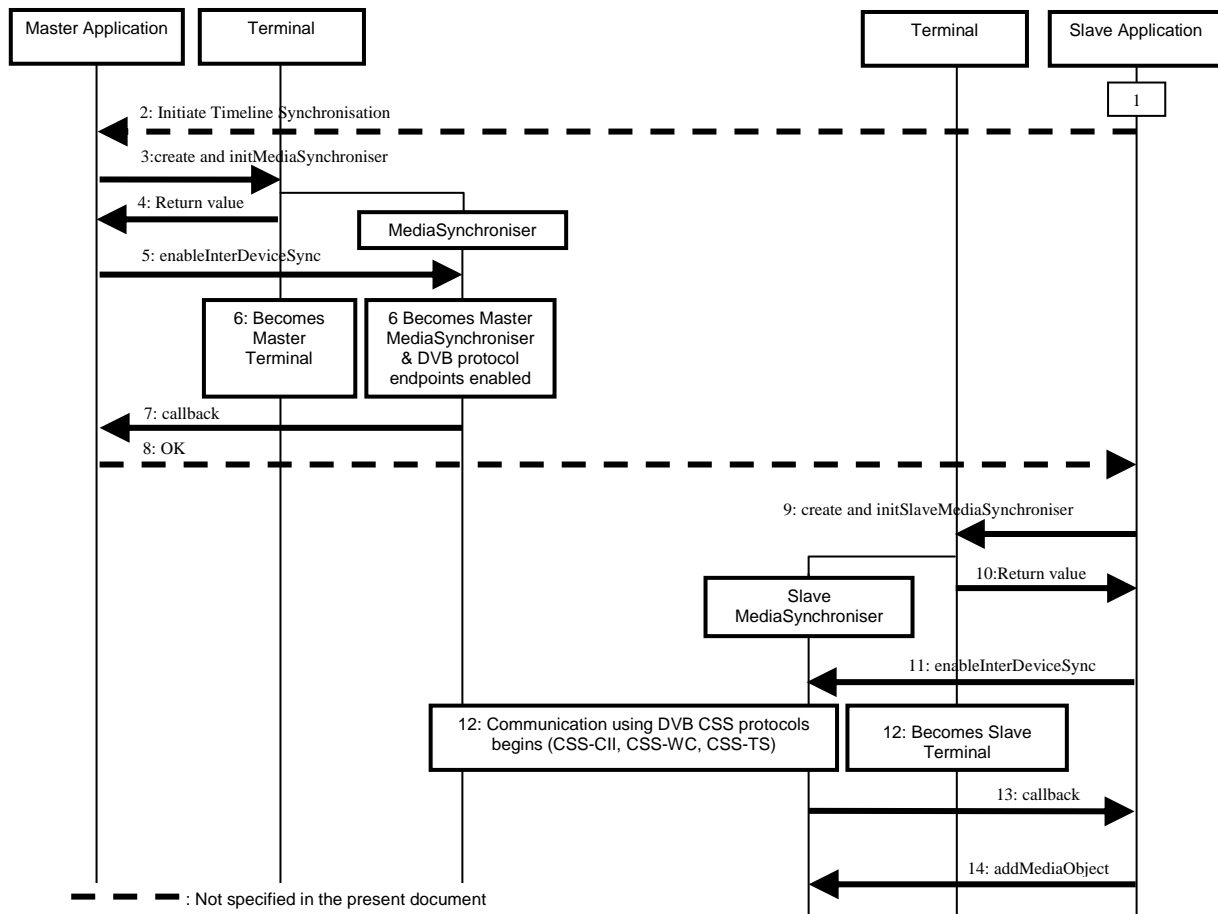 Master Application
Terminal
Terminal
Slave Application
1
2: Initiate Timeline Synchronisation
3:create and initMediaSynchroniser
4: Return value
MediaSynchroniser
5: enableInterDeviceSync
6: Becomes
Master
Terminal
6 Becomes Master
MediaSynchroniser
& DVB protocol
endpoints enabled
7: callback
8: OK
9: create and initSlaveMediaSynchroniser
10:Return value
Slave
MediaSynchroniser
11: enableInterDeviceSync
12: Communication using DVB CSS protocols
begins (CSS-CII, CSS-WC, CSS-TS)
12: Becomes Slave
Terminal
13: callback
14: addMediaObject
: Not specified in the present document